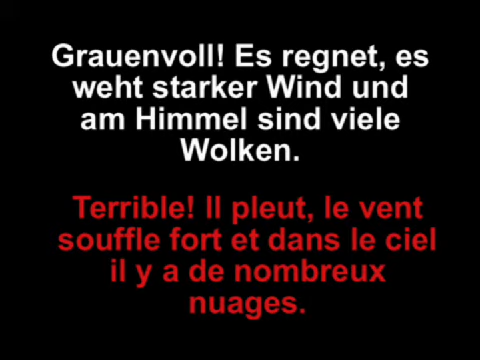 Grauenvoll! Es regnet, es
weht starker Wind und
am Himmel sind viele
Wolken.
Terrible! Il pleut, le vent
souffle fort et dans le ciel
il y a de nombreux
nuages.